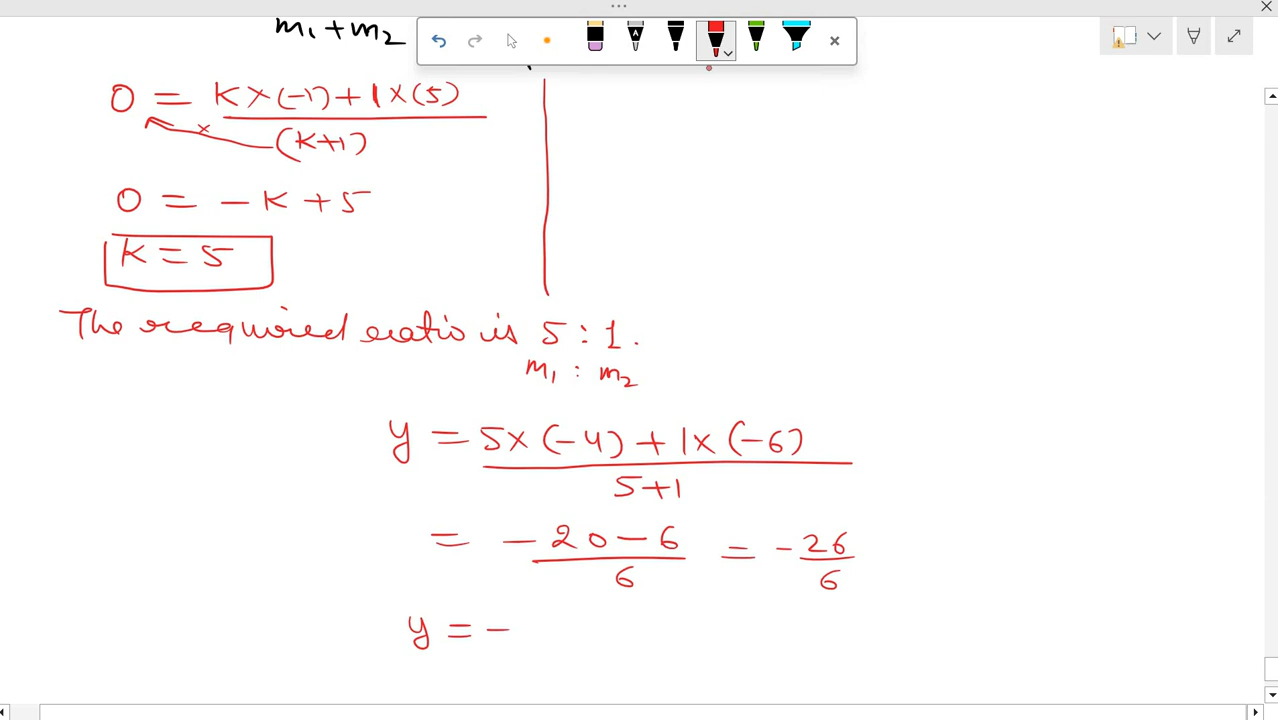 m₁+m₂
0 = K×(-1)+1×(5)
(K+1)
0 = -K+5
K=5
The required ratio is 5:1.
m₁ : m₂
y = 5×(-4)+1×(-6)
5+1
= -20-6 = -26
6 6
y = -